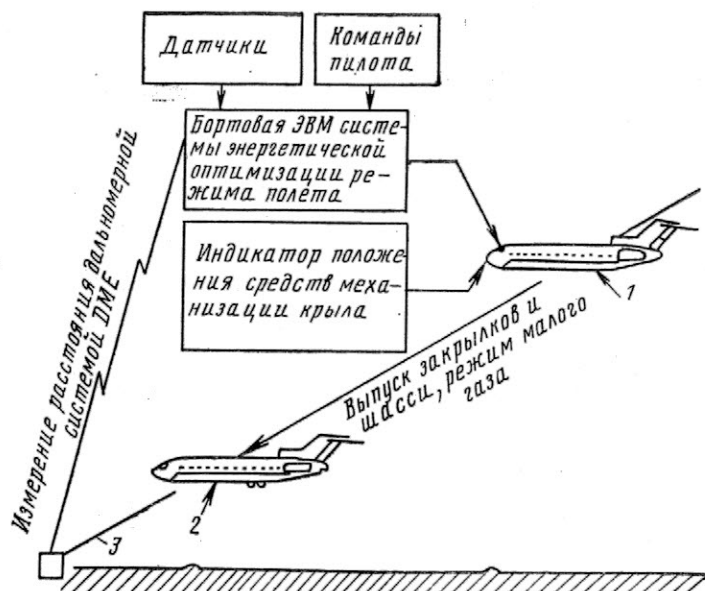 Датчики
Команды
пилота
Бортовая ЭВМ систе-
мы энергетической
оптимизации ре-
жима полёта
Индикатор положе-
ния средств меха-
низации крыла
Измерение расстояния дальномерной
системой DME
1
Выпуск закрылков и
шасси, режим малого
газа
2
3